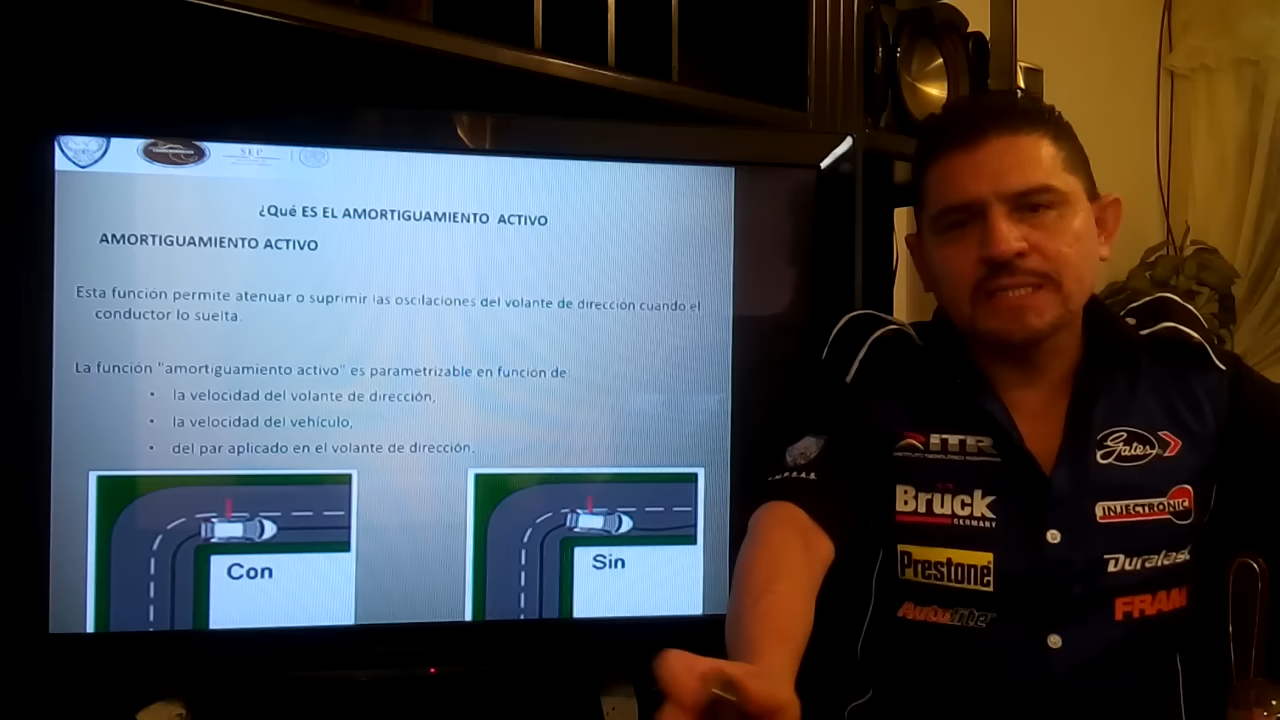 SEP
¿Qué ES EL AMORTIGUAMIENTO ACTIVO
AMORTIGUAMIENTO ACTIVO
Esta función permite atenuar o suprimir las oscilaciones del volante de dirección cuando el
conductor lo suelta.
La función "amortiguamiento activo" es parametrizable en función de:
• la velocidad del volante de dirección,
• la velocidad del vehículo,
• del par aplicado en el volante de dirección.
Con
Sin
ITR
Gates
Brück
GERMANY
INJECTRONIC
Prestone
Duralast
Autolite
FRAM